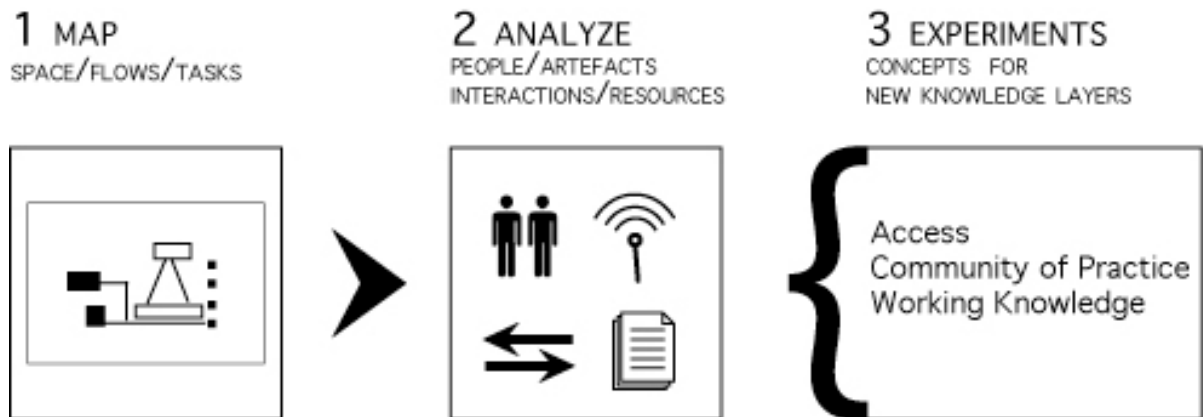 1 MAP
SPACE/FLOWS/TASKS
2 ANALYZE
PEOPLE/ARTEFACTS
INTERACTIONS/RESOURCES
3 EXPERIMENTS
CONCEPTS FOR
NEW KNOWLEDGE LAYERS
Access
Community of Practice
Working Knowledge